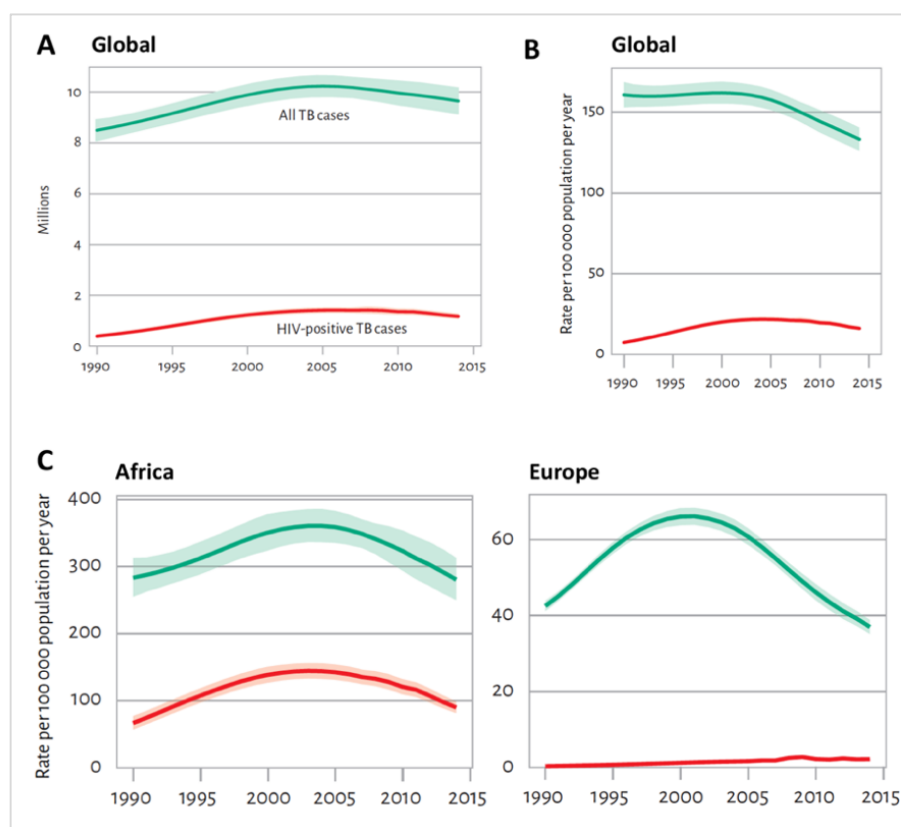 A Global
Millions
10
8
6
4
2
0
All TB cases
HIV-positive TB cases
1990 1995 2000 2005 2010 2015
B Global
Rate per 100 000 population per year
150
100
50
0
1990 1995 2000 2005 2010 2015
C Africa
Rate per 100 000 population per year
400
300
200
100
0
1990 1995 2000 2005 2010 2015
Europe
60
40
20
0
1990 1995 2000 2005 2010 2015